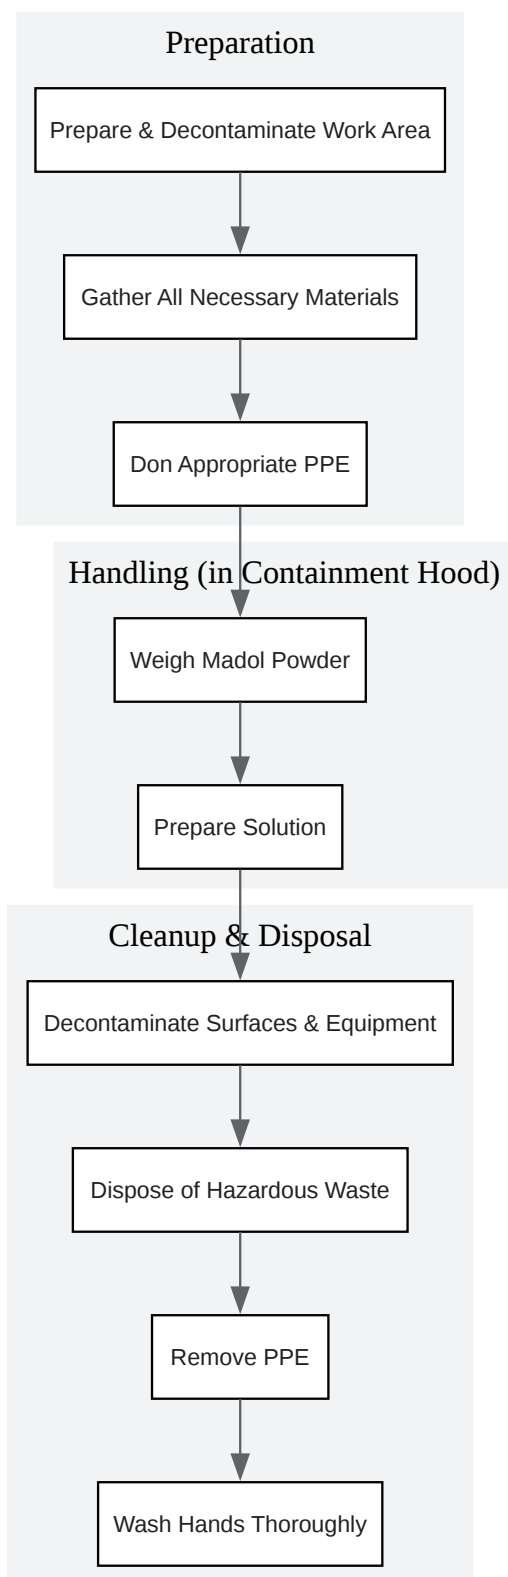 Preparation
Prepare & Decontaminate Work Area
Gather All Necessary Materials
Don Appropriate PPE
Handling (in Containment Hood)
Weigh Madol Powder
Prepare Solution
Cleanup & Disposal
Decontaminate Surfaces & Equipment
Dispose of Hazardous Waste
Remove PPE
Wash Hands Thoroughly